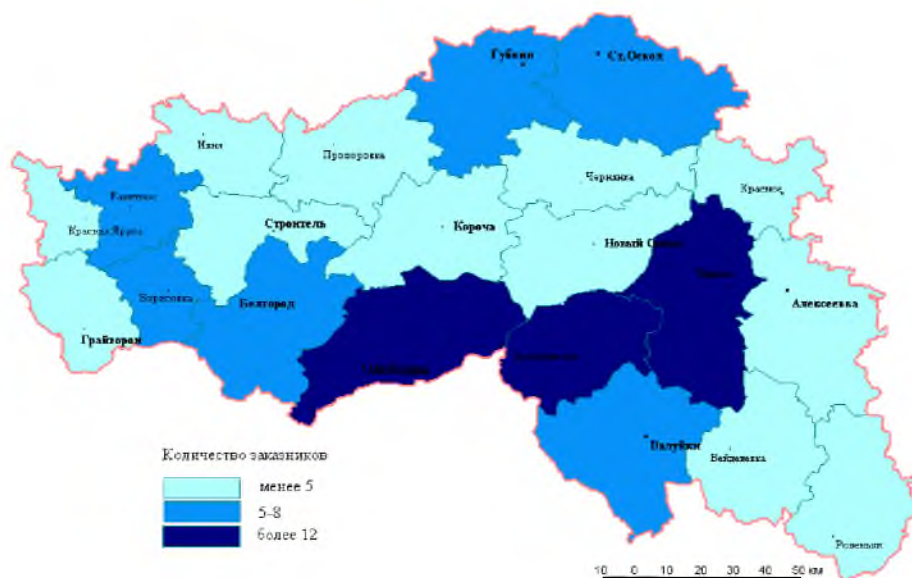 Губкин
Ст.Оскол
Ивня
Прохоровка
Чернянка
Красное
Ракитное
Красная Яруга
Строитель
Короча
Новый Оскол
Борисовка
Белгород
Алексеевка
Грайворон
Валуйки
Вейделевка
Ровеньки
Количество заказников
менее 5
5-8
более 12
10 0 10 20 30 40 50 км